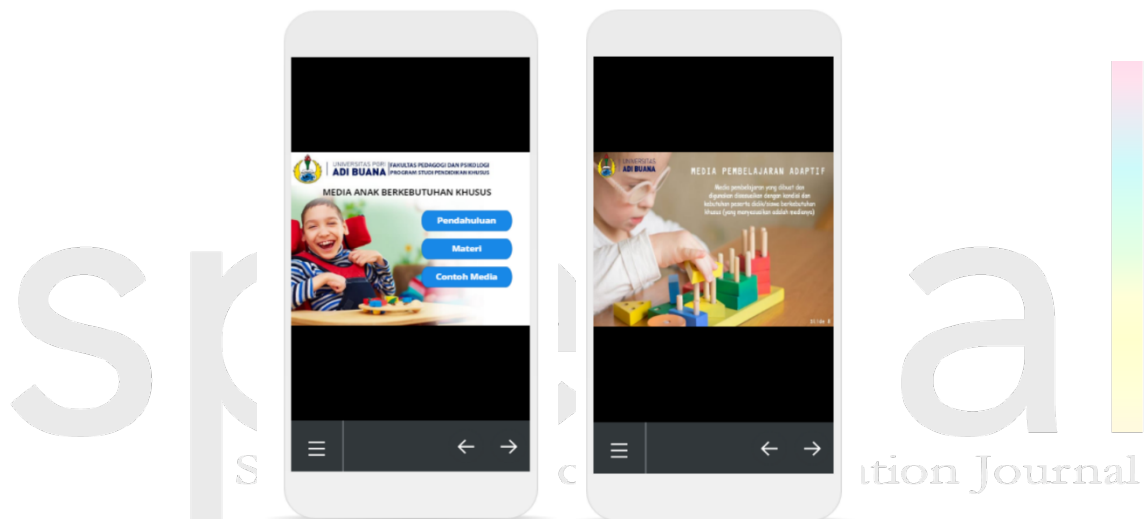 UNIVERSITAS PGRI
ADI BUANA
FAKULTAS PEDAGOGI DAN PSIKOLOGI
PROGRAM STUDI PENDIDIKAN KHUSUS
MEDIA ANAK BERKEBUTUHAN KHUSUS
Pendahuluan
Materi
Contoh Media
UNIVERSITAS
ADI BUANA
MEDIA PEMBELAJARAN ADAPTIF
Media pembelajaran yang dibuat dan
digunakan disesuaikan dengan kondisi dan
kebutuhan peserta didik/siswa berkebutuhan
khusus (yang menyesuaikan adalah medianya)
sp
a
S
c
tion Journal